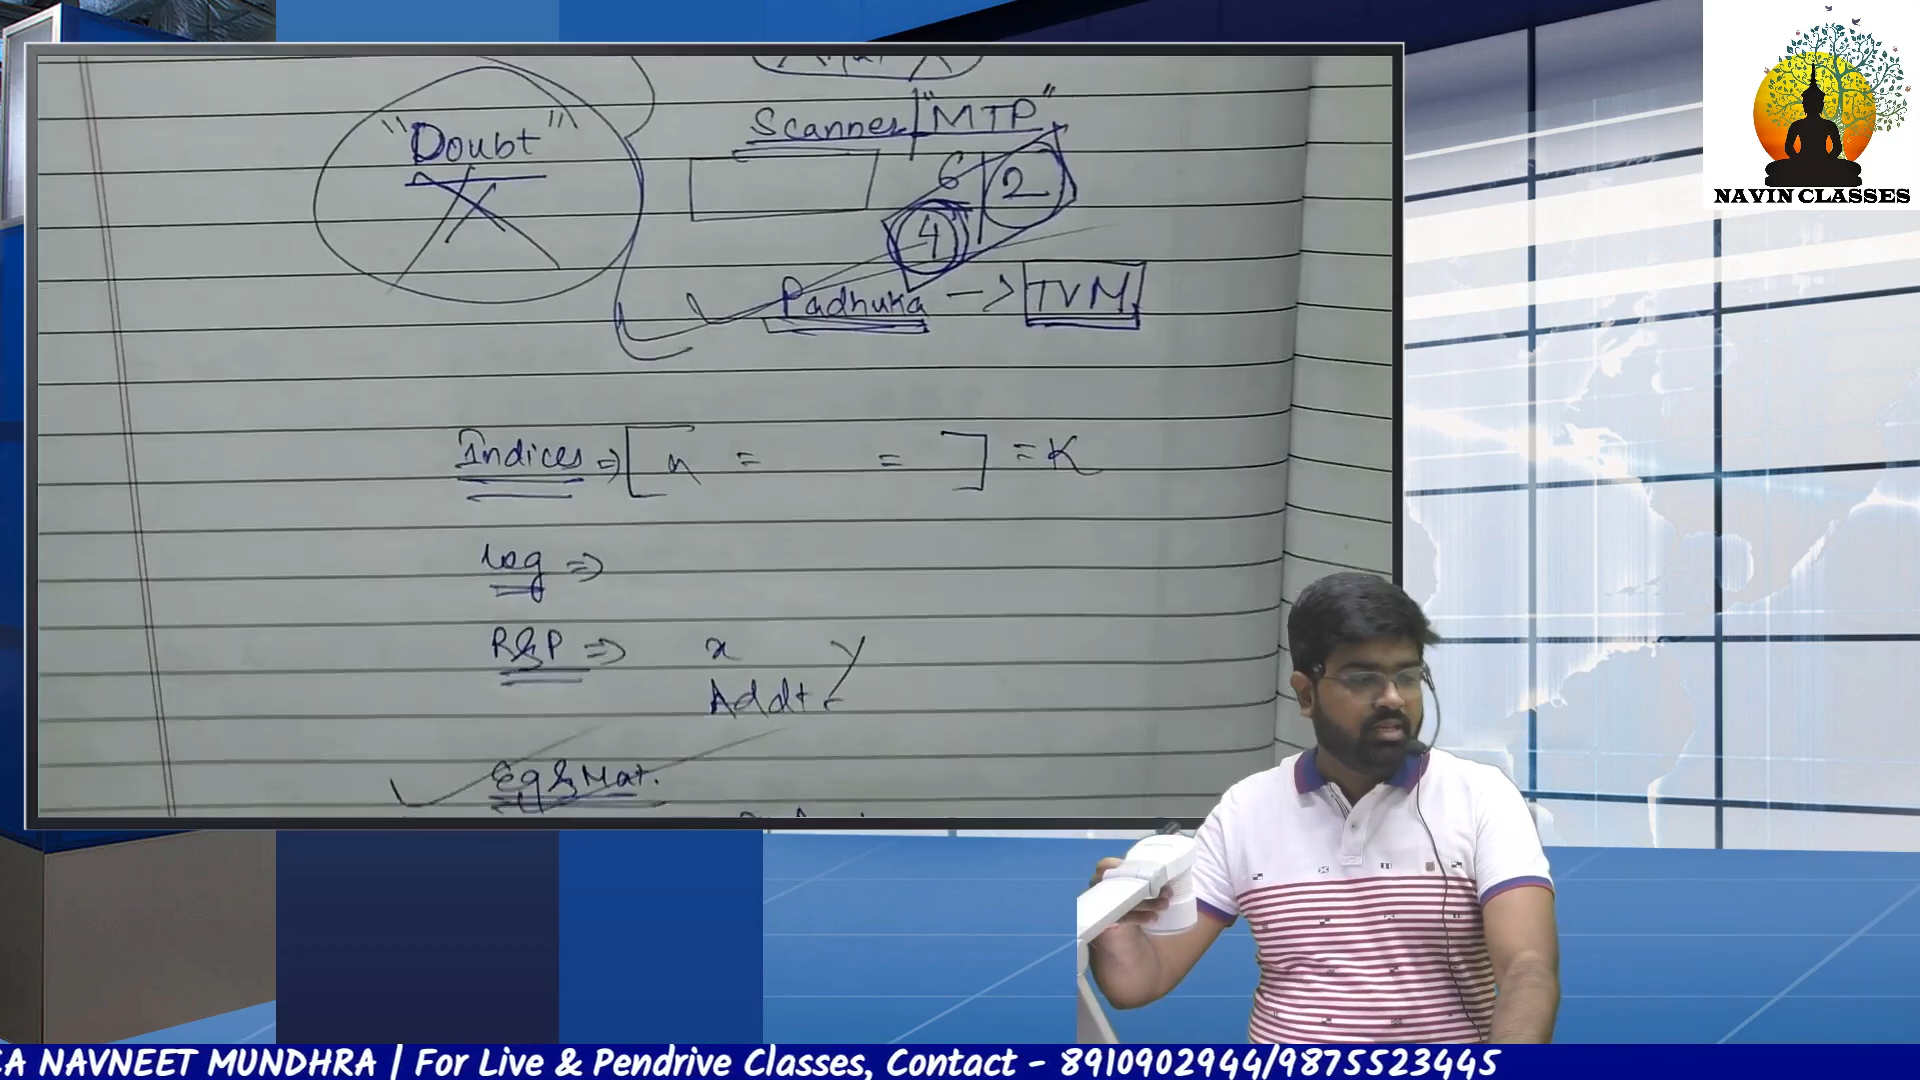 Scanner | "MTP"
"Doubt"
6 2
4
Padhuka -> TVM
Indices => [ x = = ] = K
log =>
R&P => x y
Addt.
Eq & Mat.
NAVIN CLASSES
CA NAVNEET MUNDHRA | For Live & Pendrive Classes, Contact - 8910902944/9875523445